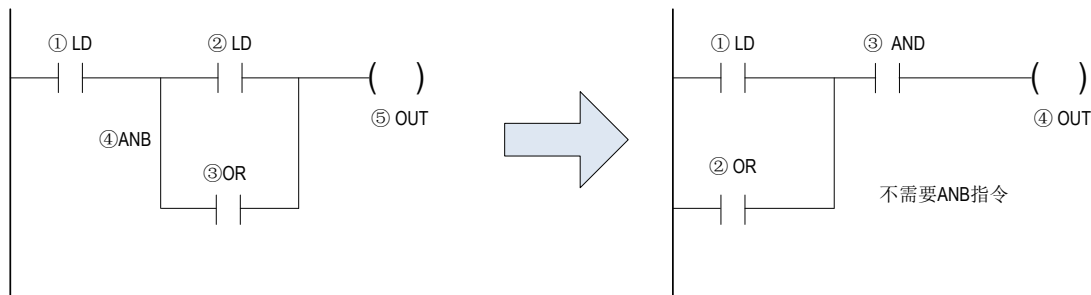 ① LD
② LD
⑤ OUT
④ANB
③OR
① LD
③ AND
④ OUT
② OR
不需要ANB指令